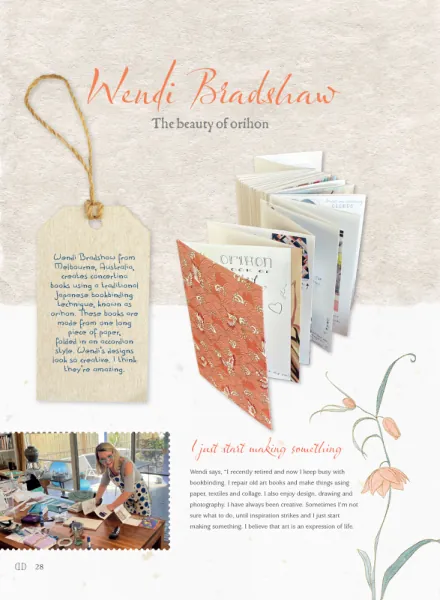 Wendi Bradshaw
The beauty of orihon
Wendi Bradshaw from
Melbourne, Australia,
creates concertina
books using a traditional
Japanese bookbinding
technique, known as
orihon. These books are
made from one long
piece of paper,
folded in an accordion
style. Wendi's designs
look so creative. I think
they're amazing.
ORIHON
I just start making something
Wendi says, "I recently retired and now I keep busy with
bookbinding. I repair old art books and make things using
paper, textiles and collage. I also enjoy design, drawing and
photography. I have always been creative. Sometimes I'm not
sure what to do, until inspiration strikes and I just start
making something. I believe that art is an expression of life.
28